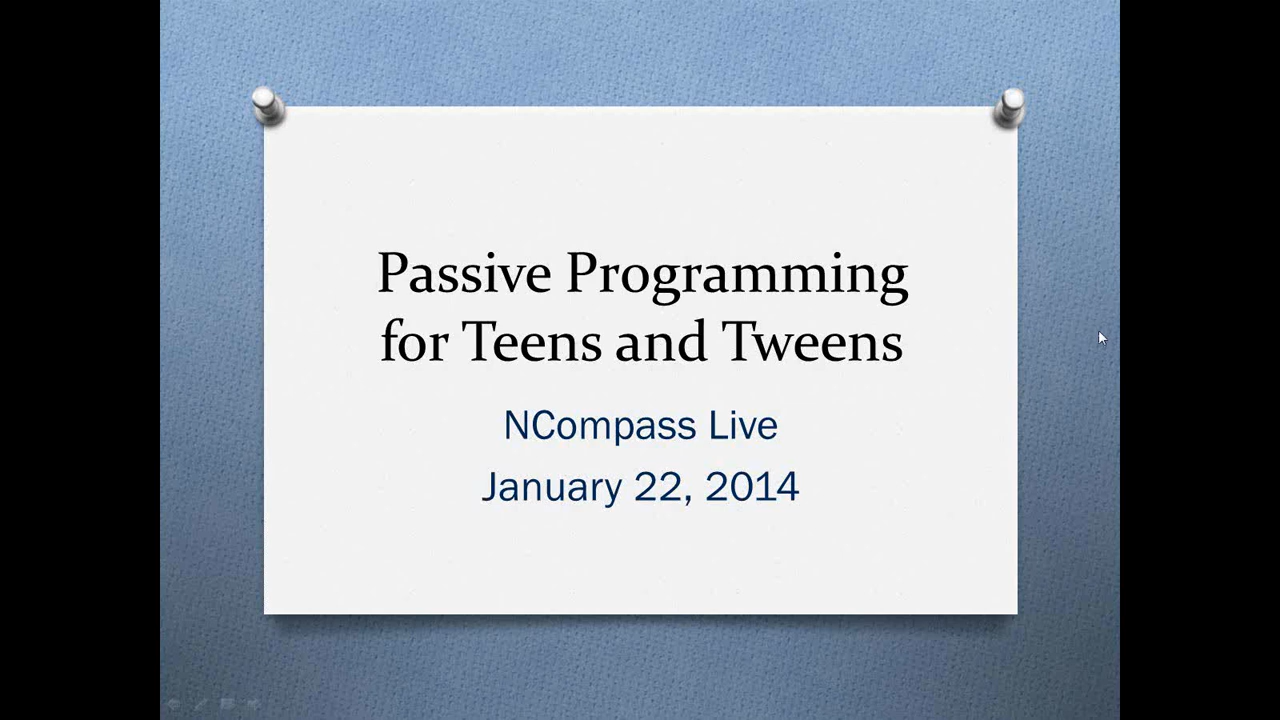 Passive Programming
for Teens and Tweens
NCompass Live
January 22, 2014